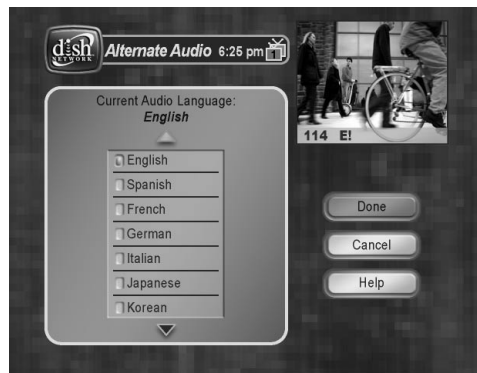 dish
NETWORK
Alternate Audio 6:25 pm 1
114 E!
Current Audio Language:
English
English
Spanish
French
German
Italian
Japanese
Korean
Done
Cancel
Help